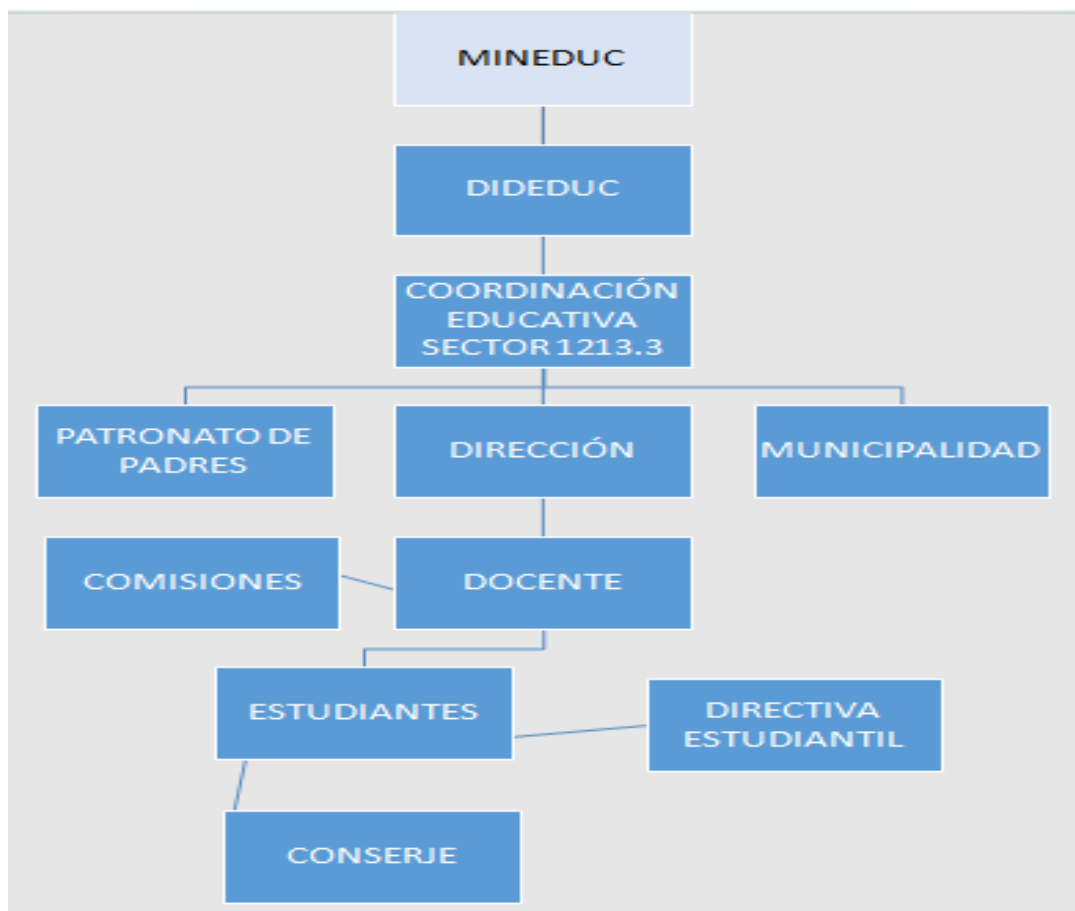 MINEDUC
DIDEDUC
COORDINACIÓN
EDUCATIVA
SECTOR 1213.3
PATRONATO DE
PADRES
DIRECCIÓN
MUNICIPALIDAD
COMISIONES
DOCENTE
ESTUDIANTES
DIRECTIVA
ESTUDIANTIL
CONSERJE